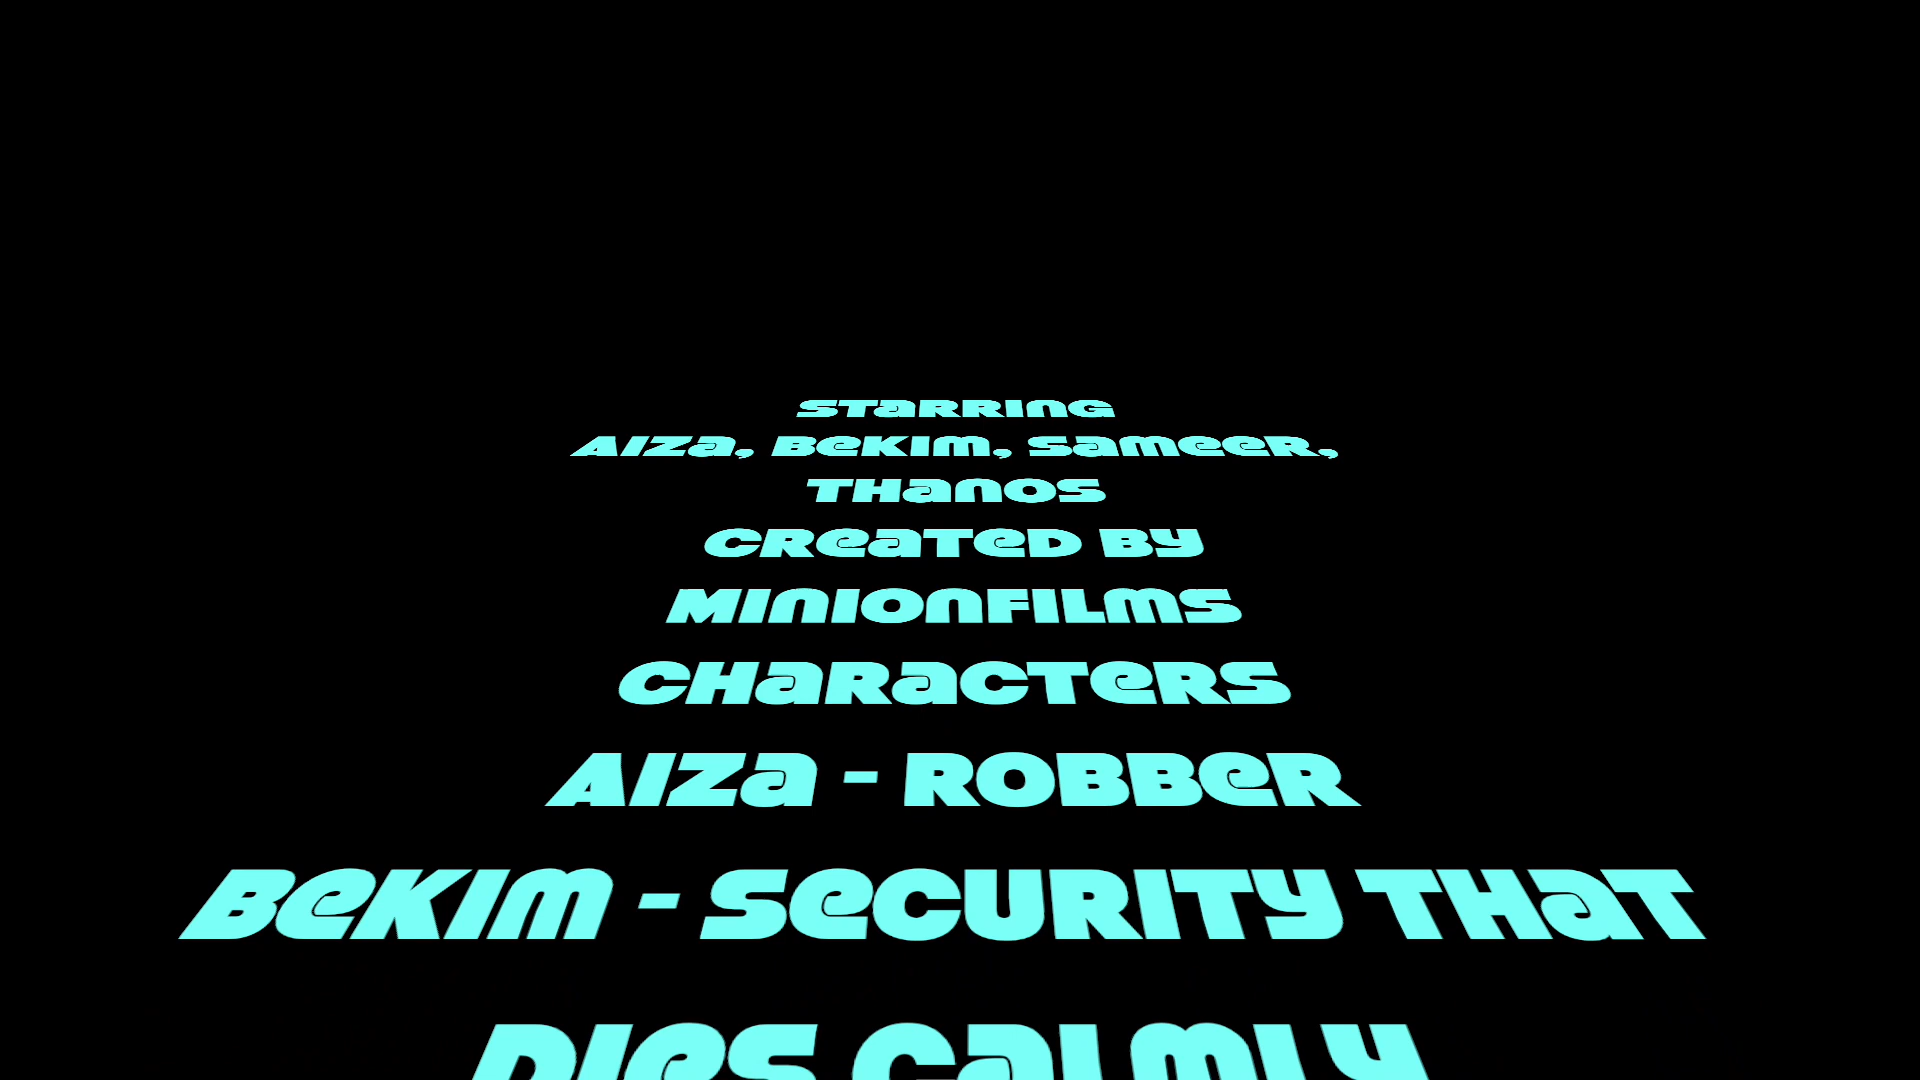 STARRING
AIZA, BEKIM, SAMEER,
THANOS
CREATED BY
MINIONFILMS
CHARACTERS
AIZA - ROBBER
BEKIM - SECURITY THAT
DIES CALMLY